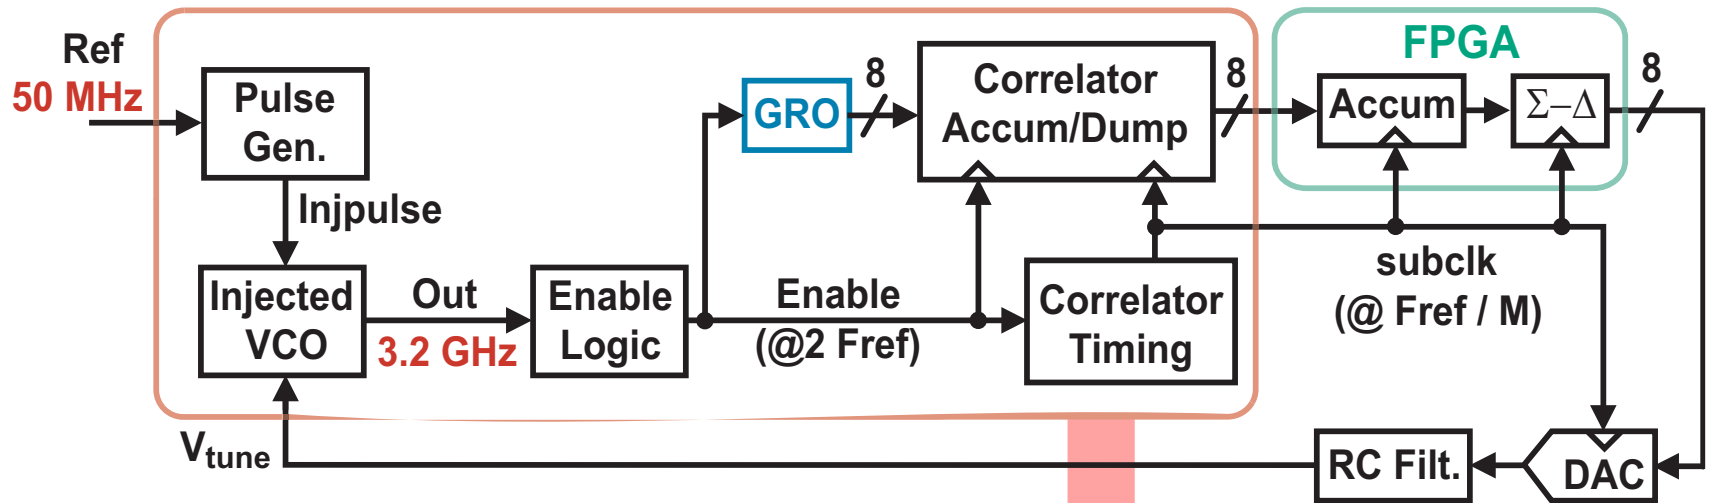 Ref
50 MHz
Pulse
Gen.
Injpulse
Injected
VCO
Out
3.2 GHz
Enable
Logic
GRO
8
Correlator
Accum/Dump
8
Enable
(@2 Fref)
Correlator
Timing
FPGA
Accum
Σ–Δ
8
subclk
(@ Fref / M)
Vtune
RC Filt.
DAC